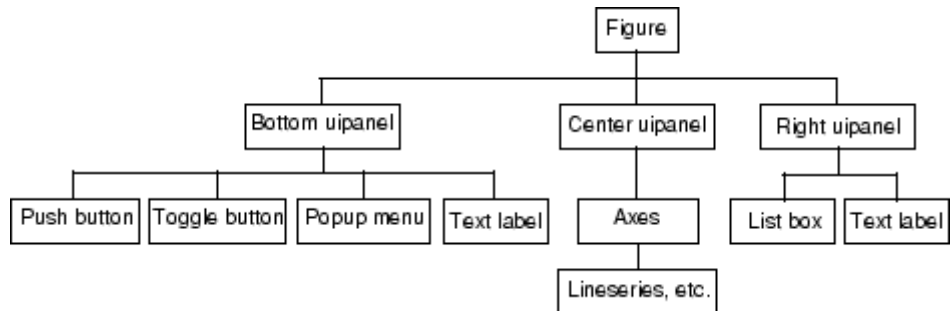 Figure
Bottom uipanel
Center uipanel
Right uipanel
Push button
Toggle button
Popup menu
Text label
Axes
List box
Text label
Lineseries, etc.